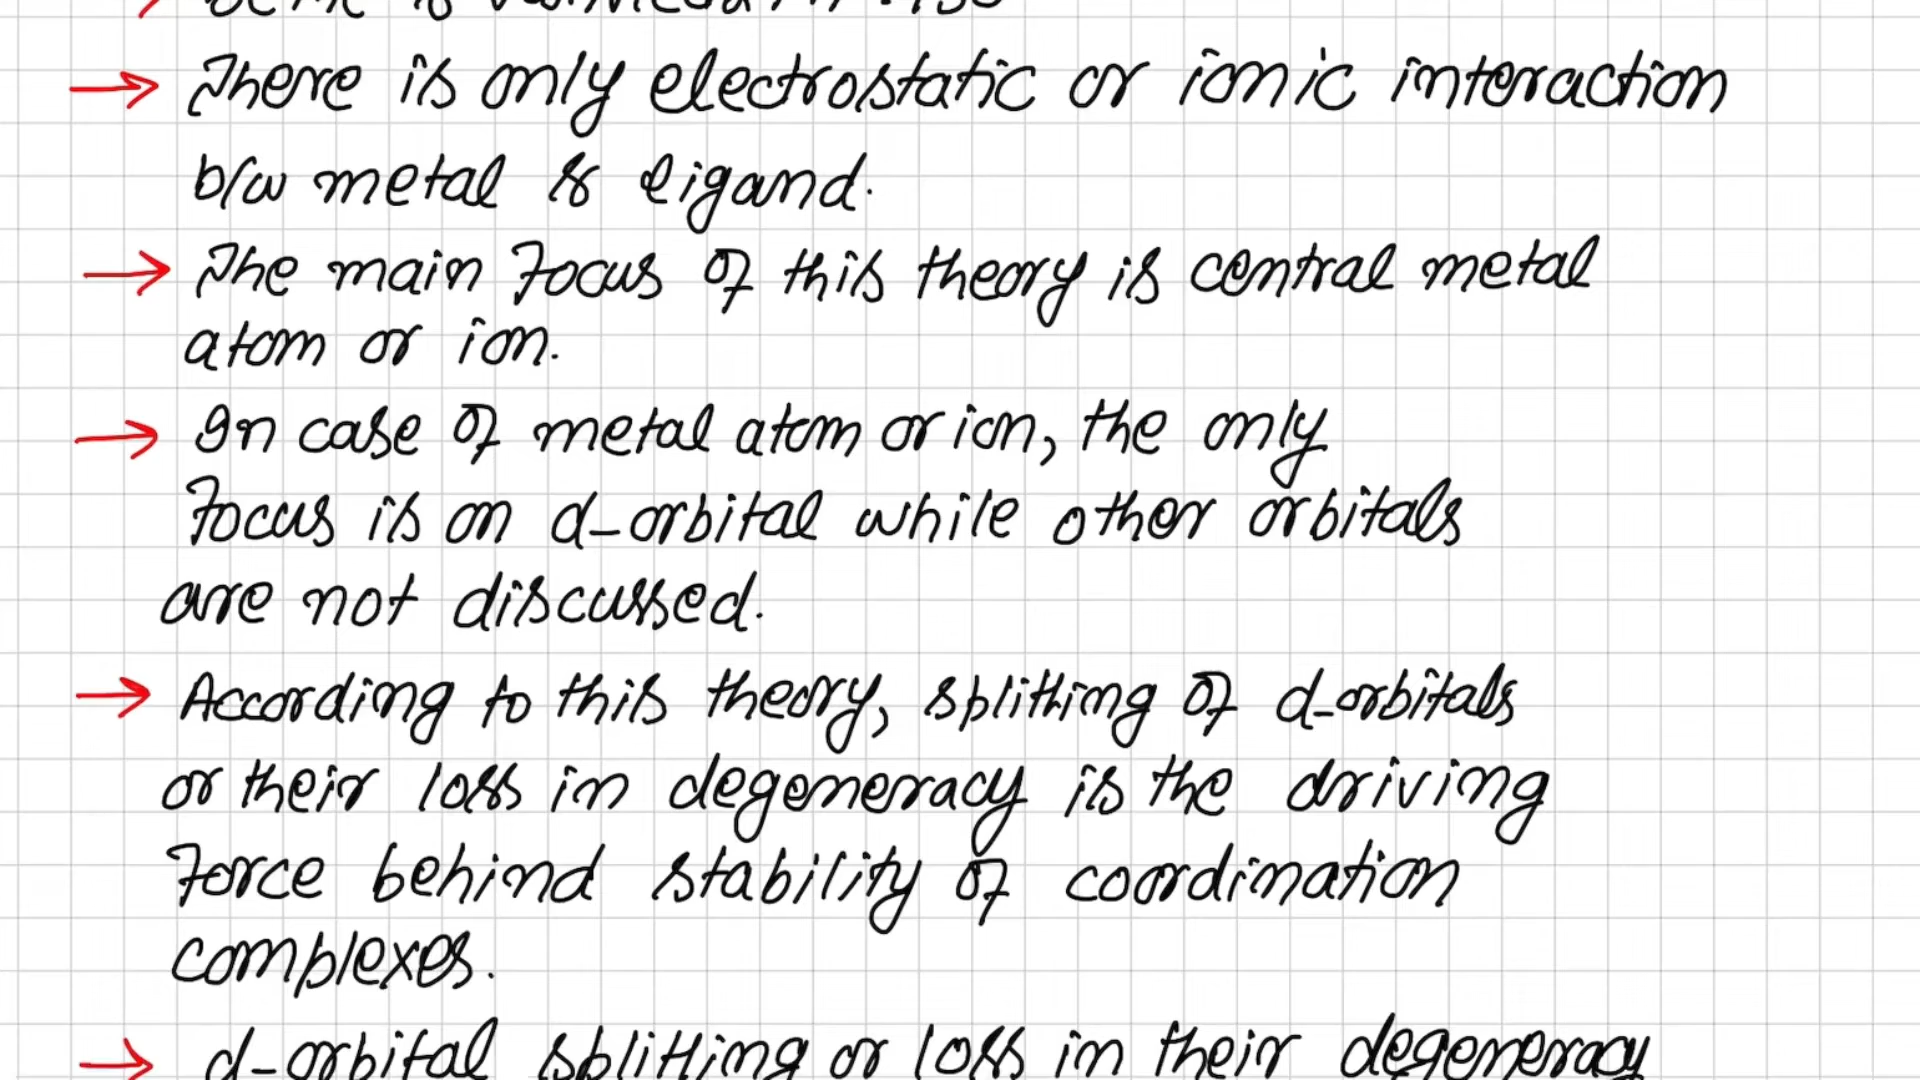 → There is only electrostatic or ionic interaction
b/w metal & ligand.
→ The main focus of this theory is central metal
atom or ion.
→ In case of metal atom or ion, the only
focus is on d-orbital while other orbitals
are not discussed.
→ According to this theory, splitting of d-orbitals
or their loss in degeneracy is the driving
force behind stability of coordination
complexes.
→ d-orbital splitting or loss in their degeneracy